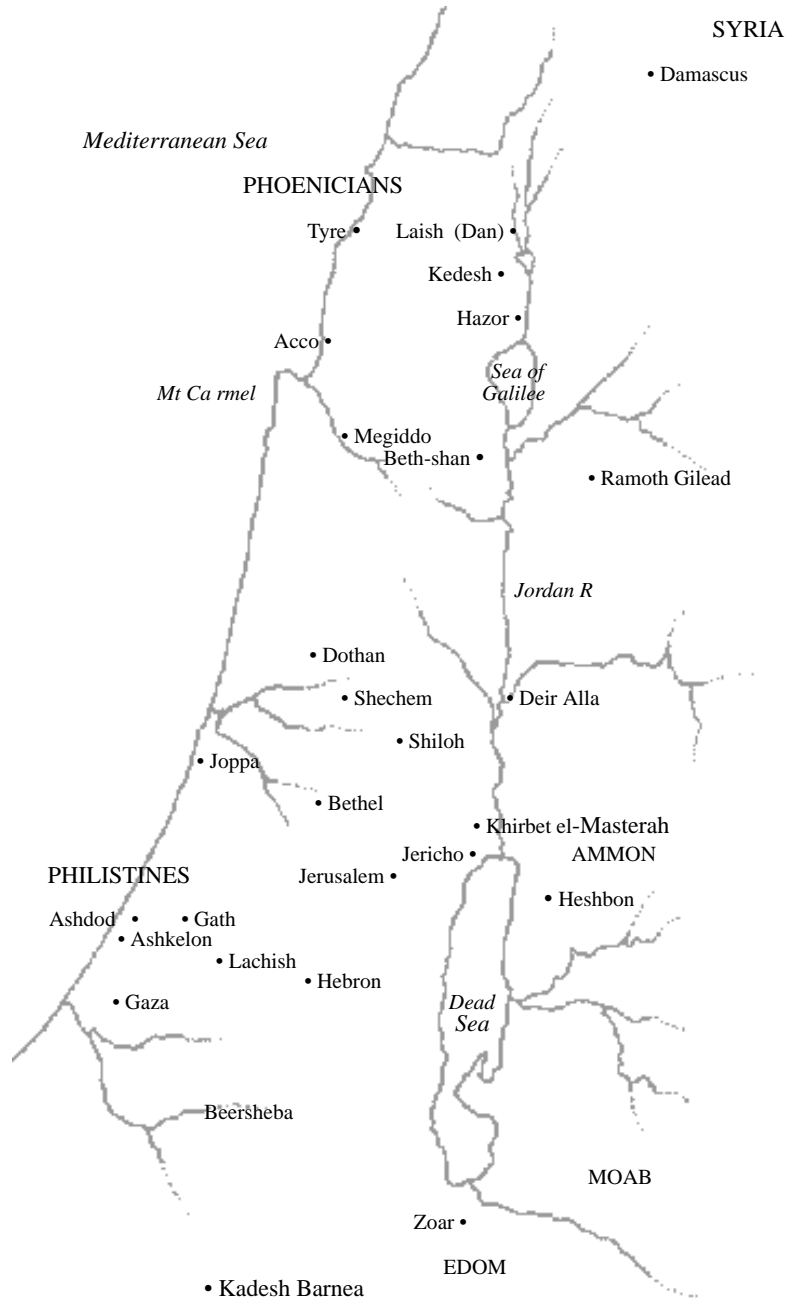 SYRIA
• Damascus
Mediterranean Sea
PHOENICIANS
Tyre •
Laish (Dan) •
Kedesh •
Hazor •
Acco •
Sea of
Galilee
Mt Ca rmel
• Megiddo
Beth-shan •
• Ramoth Gilead
Jordan R
• Dothan
• Shechem
• Deir Alla
• Shiloh
• Joppa
• Bethel
• Khirbet el-Masterah
Jericho •
AMMON
PHILISTINES
Jerusalem •
• Heshbon
Ashdod •
• Gath
• Ashkelon
• Lachish
• Hebron
• Gaza
Dead
Sea
Beersheba
MOAB
Zoar •
EDOM
• Kadesh Barnea